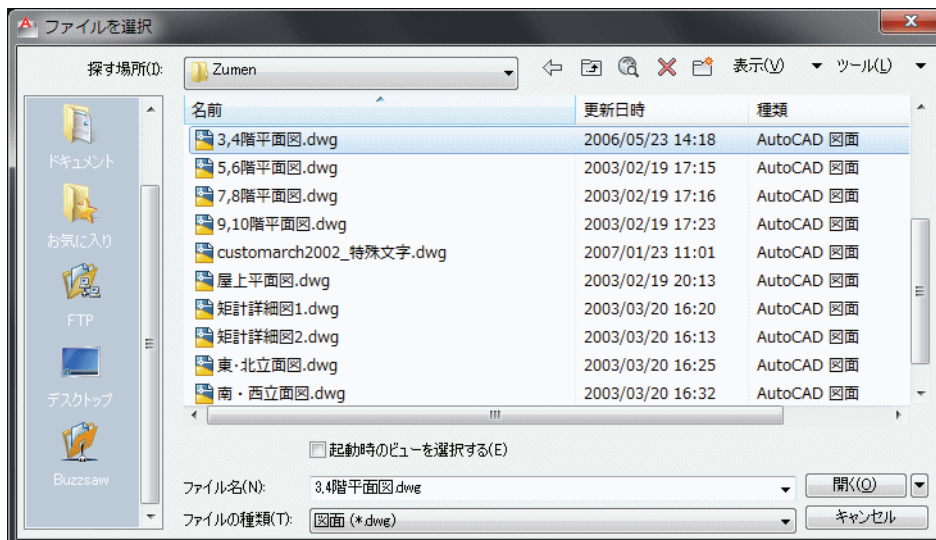 ファイルを選択
探す場所(I): Zumen 表示(V) ツール(L)
名前 更新日時 種類
3,4階平面図.dwg 2006/05/23 14:18 AutoCAD 図面
5,6階平面図.dwg 2003/02/19 17:15 AutoCAD 図面
7,8階平面図.dwg 2003/02/19 17:16 AutoCAD 図面
9,10階平面図.dwg 2003/02/19 17:23 AutoCAD 図面
customarch2002_特殊文字.dwg 2007/01/23 11:01 AutoCAD 図面
屋上平面図.dwg 2003/02/19 20:13 AutoCAD 図面
矩計詳細図1.dwg 2003/03/20 16:20 AutoCAD 図面
矩計詳細図2.dwg 2003/03/20 16:13 AutoCAD 図面
東･北立面図.dwg 2003/03/20 16:25 AutoCAD 図面
南・西立面図.dwg 2003/03/20 16:32 AutoCAD 図面
ドキュメント
お気に入り
FTP
デスクトップ
Buzzsaw
起動時のビューを選択する(E)
ファイル名(N): 3,4階平面図.dwg 開く(O)
ファイルの種類(T): 図面 (*.dwg) キャンセル